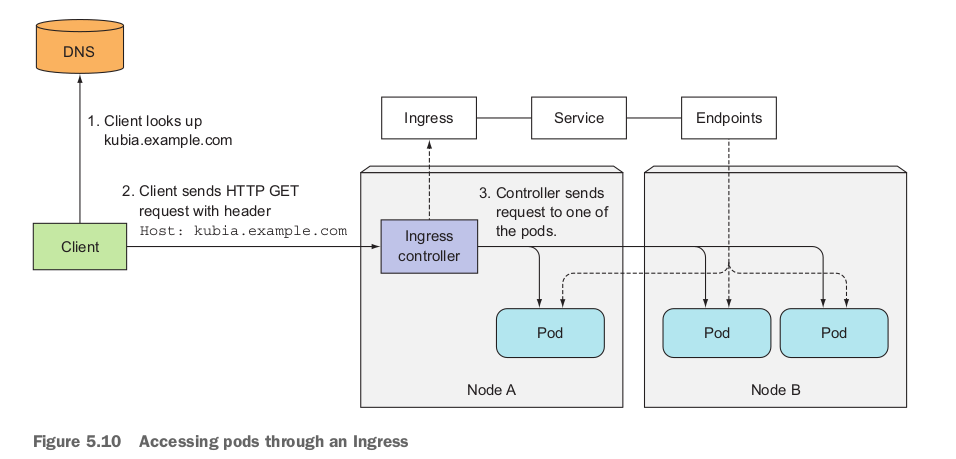 DNS
1. Client looks up
kubia.example.com
Ingress
Service
Endpoints
2. Client sends HTTP GET
request with header
Host: kubia.example.com
3. Controller sends
request to one of
the pods.
Client
Ingress
controller
Pod
Pod
Pod
Node A
Node B
Figure 5.10 Accessing pods through an Ingress